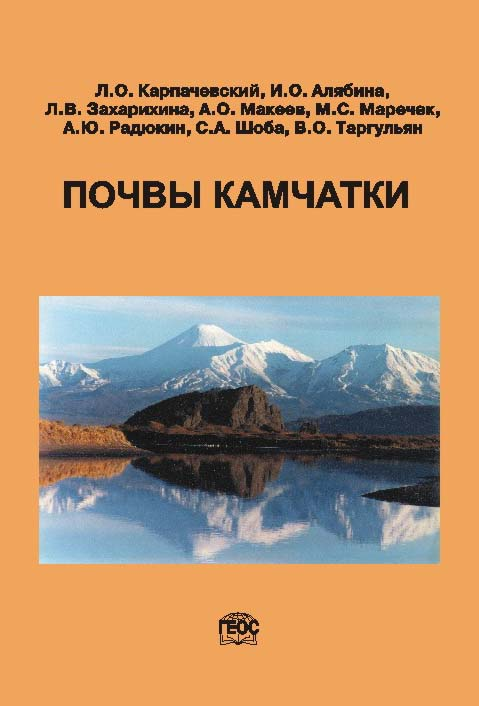 Л.О. Карпачевский, И.О. Алябина,
Л.В. Захарихина, А.О. Макеев, М.С. Маречек,
А.Ю. Радюкин, С.А. Шоба, В.О. Таргульян
ПОЧВЫ КАМЧАТКИ
ГЕОС